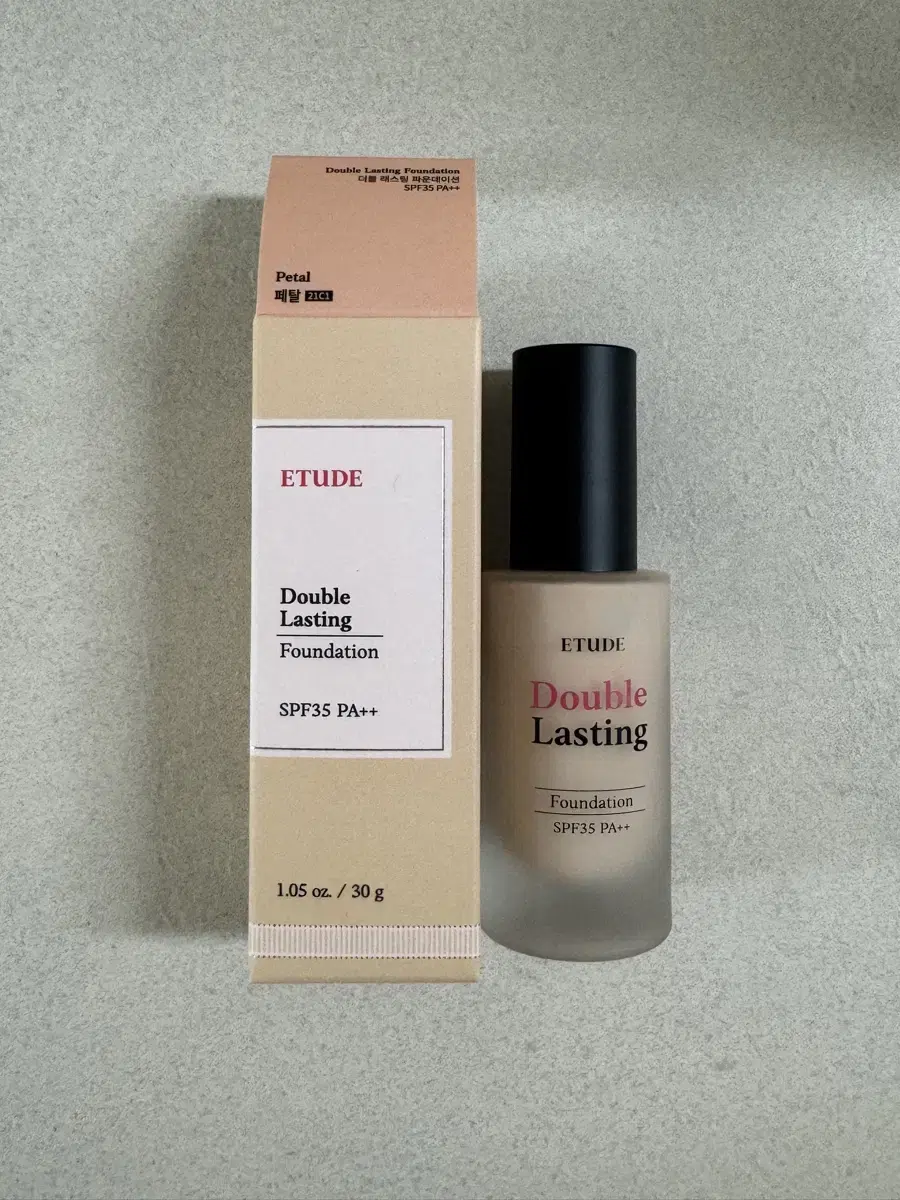 Double Lasting Foundation
더블 래스팅 파운데이션
SPF35 PA++
Petal
페탈 21C1
ETUDE
Double
Lasting
Foundation
SPF35 PA++
1.05 oz. / 30 g
ETUDE
Double
Lasting
Foundation
SPF35 PA++